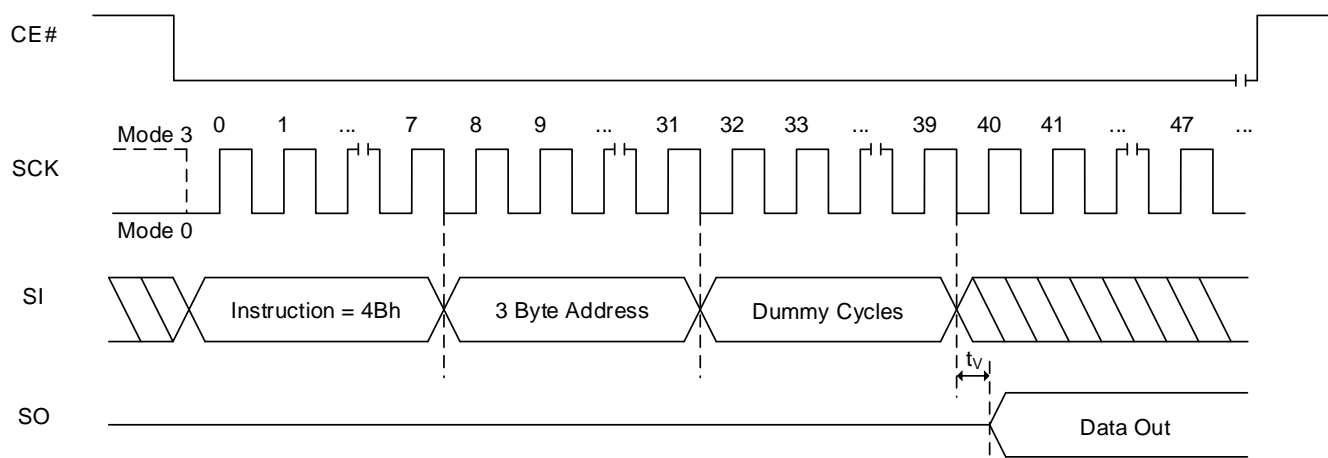 CE#
Mode 3 0 1 ... 7 8 9 ... 31 32 33 ... 39 40 41 ... 47 ...
SCK
Mode 0
SI Instruction = 4Bh 3 Byte Address Dummy Cycles
tV
SO Data Out